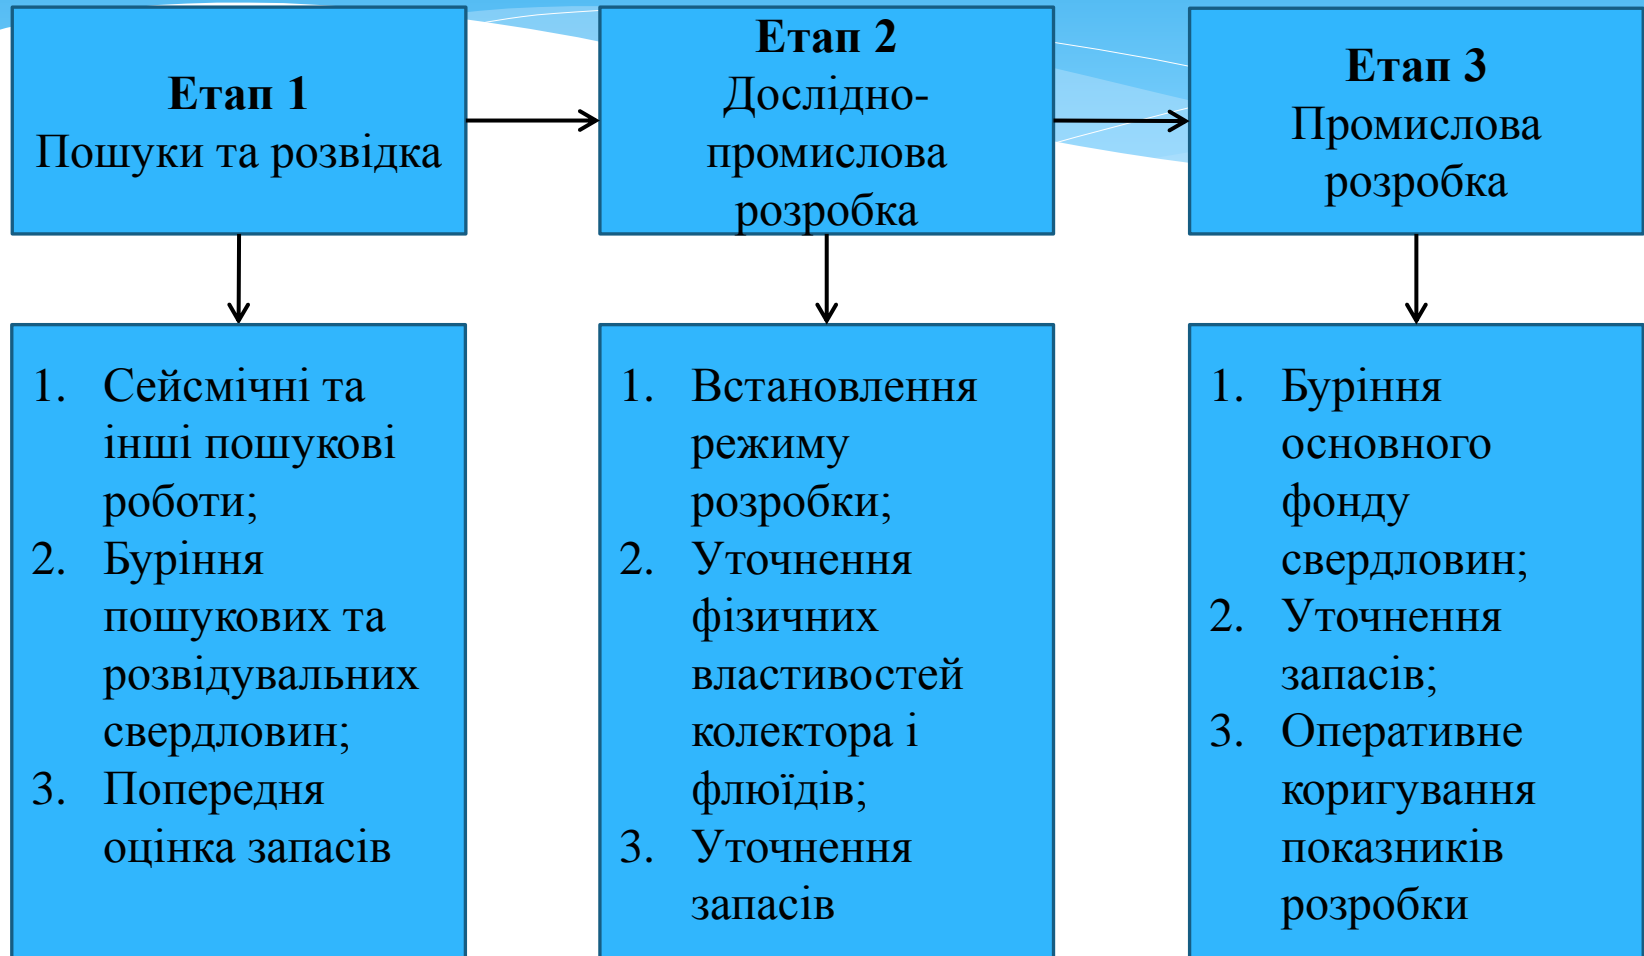 Етап 1
Пошуки та розвідка
Етап 2
Дослідно-
промислова
розробка
Етап 3
Промислова
розробка
1. Сейсмічні та
інші пошукові
роботи;
2. Буріння
пошукових та
розвідувальних
свердловин;
3. Попередня
оцінка запасів
1. Встановлення
режиму
розробки;
2. Уточнення
фізичних
властивостей
колектора і
флюїдів;
3. Уточнення
запасів
1. Буріння
основного
фонду
свердловин;
2. Уточнення
запасів;
3. Оперативне
коригування
показників
розробки